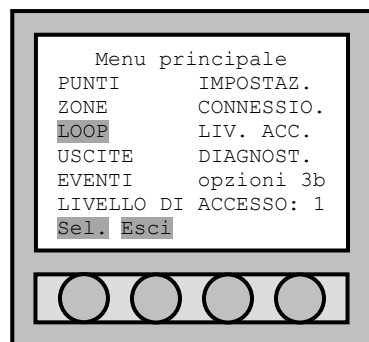 Menu principale
PUNTI IMPOSTAZ.
ZONE CONNESSIO.
LOOP LIV. ACC.
USCITE DIAGNOST.
EVENTI opzioni 3b
LIVELLO DI ACCESSO: 1
Sel. Esci